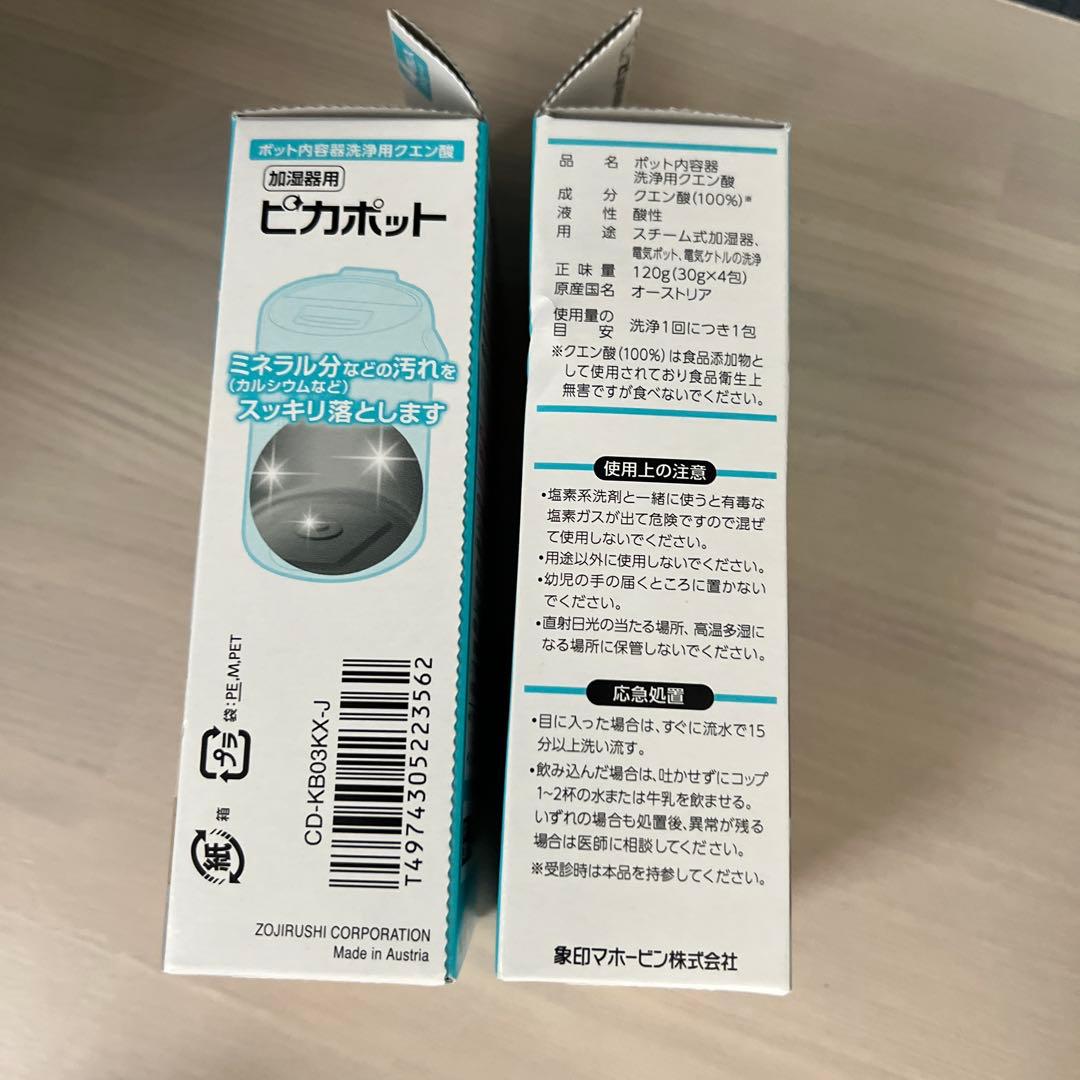 ポット内容器洗浄用クエン酸
加湿器用
ピカポット
ミネラル分などの汚れを
(カルシウムなど)
スッキリ落とします
袋:PE,M,PET
プラ
箱
紙
CD-KB03KX-J
T4974305223562
ZOJIRUSHI CORPORATION
Made in Austria
品名 ポット内容器
洗浄用クエン酸
成分 クエン酸(100%)※
液性 酸性
用途 スチーム式加湿器、
電気ポット、電気ケトルの洗浄
正味量 120g(30g×4包)
原産国名 オーストリア
使用量の
目安 洗浄1回につき1包
※クエン酸(100%)は食品添加物と
して使用されており食品衛生上
無害ですが食べないでください。
使用上の注意
•塩素系洗剤と一緒に使うと有毒な
塩素ガスが出て危険ですので混ぜ
て使用しないでください。
•用途以外に使用しないでください。
•幼児の手の届くところに置かない
でください。
•直射日光の当たる場所、高温多湿に
なる場所に保管しないでください。
応急処置
•目に入った場合は、すぐに流水で15
分以上洗い流す。
•飲み込んだ場合は、吐かせずにコップ
1~2杯の水または牛乳を飲ませる。
いずれの場合も処置後、異常が残る
場合は医師に相談してください。
※受診時は本品を持参してください。
象印マホービン株式会社